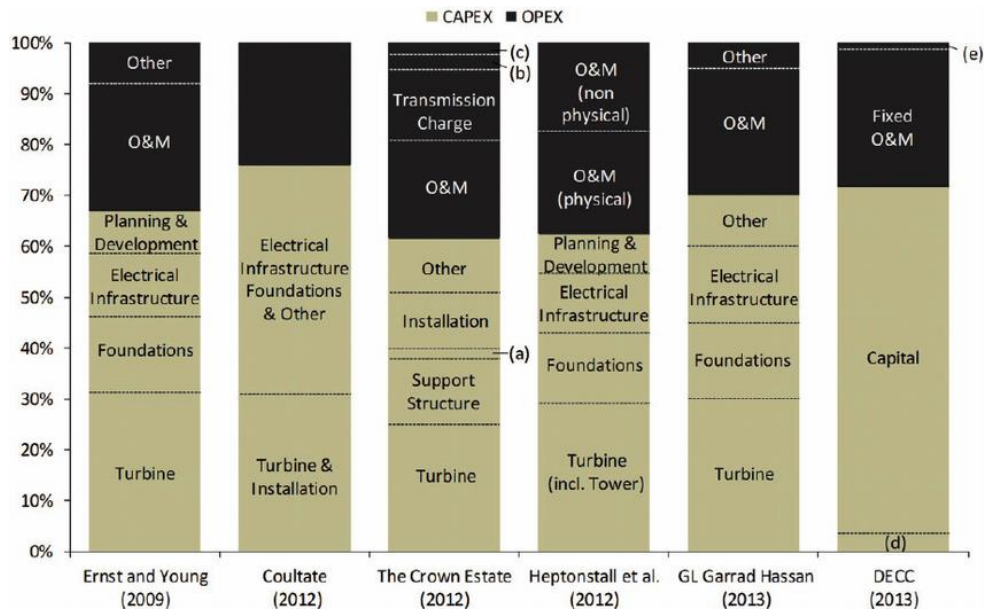 CAPEX OPEX
100%
90%
80%
70%
60%
50%
40%
30%
20%
10%
0%
Other
O&M
Planning &
Development
Electrical
Infrastructure
Foundations
Turbine
Electrical
Infrastructure
Foundations
& Other
Turbine &
Installation
(c)
(b)
Transmission
Charge
O&M
Other
Installation
(a)
Support
Structure
Turbine
O&M
(non
physical)
O&M
(physical)
Planning &
Development
Electrical
Infrastructure
Foundations
Turbine
(incl. Tower)
Other
O&M
Other
Electrical
Infrastructure
Foundations
Turbine
(e)
Fixed
O&M
Capital
(d)
Ernst and Young
(2009)
Coultate
(2012)
The Crown Estate
(2012)
Heptonstall et al.
(2012)
GL Garrad Hassan
(2013)
DECC
(2013)